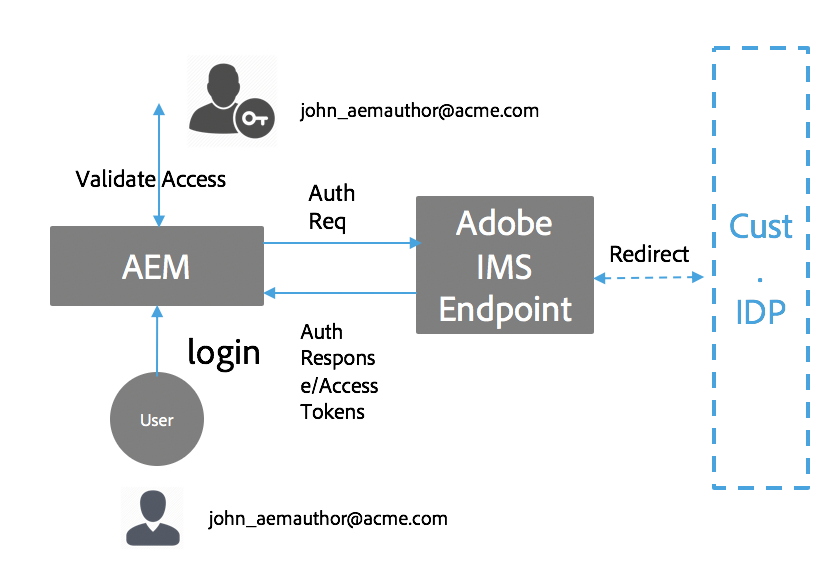 john_aemauthor@acme.com
Validate Access
Auth
Req
AEM
Adobe
IMS
Endpoint
Redirect
Cust
.
IDP
login
Auth
Respons
e/Access
Tokens
User
john_aemauthor@acme.com